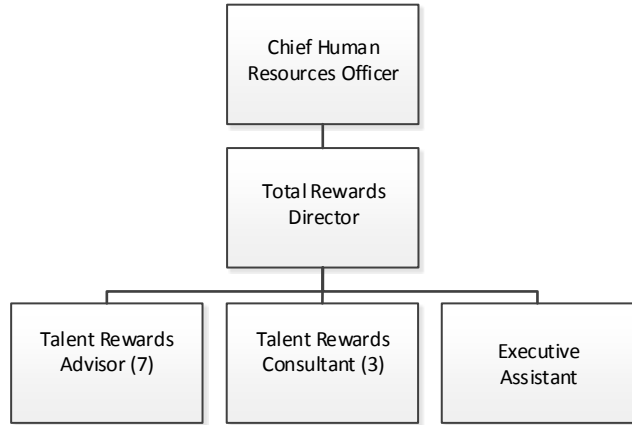 Chief Human
Resources Officer
Total Rewards
Director
Talent Rewards
Advisor (7)
Talent Rewards
Consultant (3)
Executive
Assistant